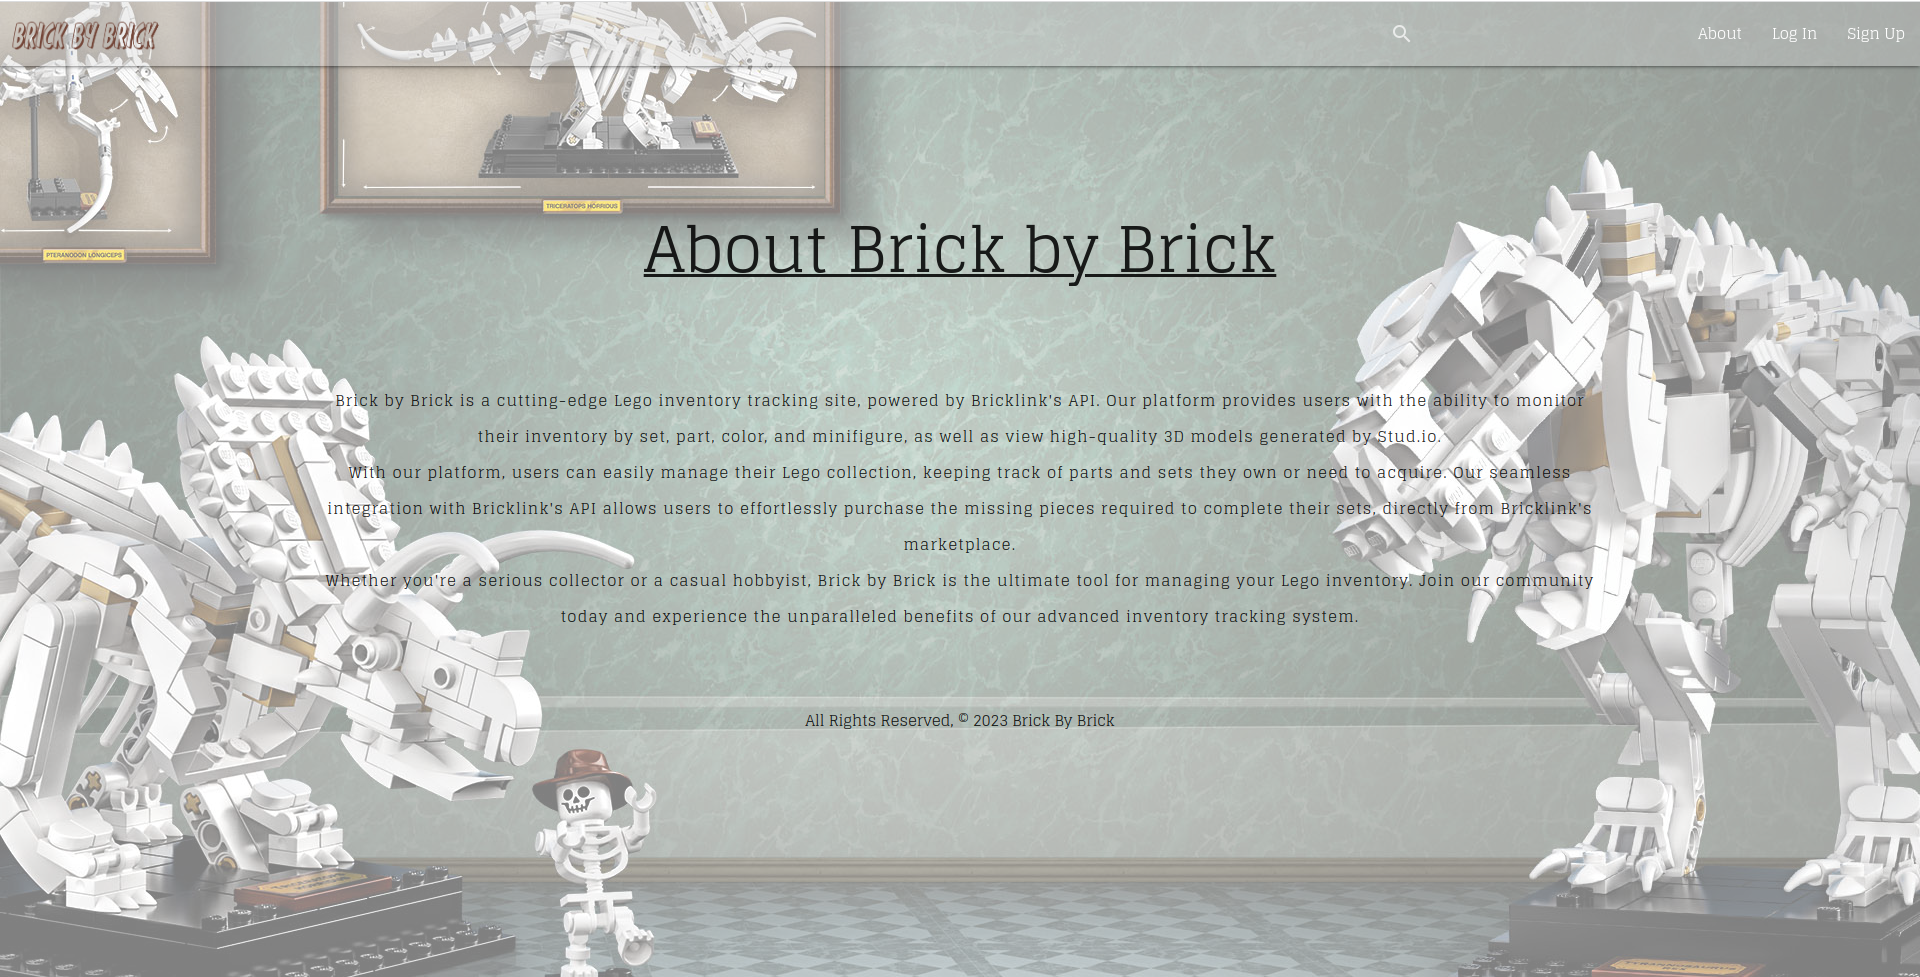 BRICK BY BRICK
About
Log In
Sign Up
TRICERATOPS HORRIDUS
PTERANODON LONGICEPS
About Brick by Brick
Brick by Brick is a cutting-edge Lego inventory tracking site, powered by Bricklink's API. Our platform provides users with the ability to monitor
their inventory by set, part, color, and minifigure, as well as view high-quality 3D models generated by Stud.io.
With our platform, users can easily manage their Lego collection, keeping track of parts and sets they own or need to acquire. Our seamless
integration with Bricklink's API allows users to effortlessly purchase the missing pieces required to complete their sets, directly from Bricklink's
marketplace.
Whether you're a serious collector or a casual hobbyist, Brick by Brick is the ultimate tool for managing your Lego inventory. Join our community
today and experience the unparalleled benefits of our advanced inventory tracking system.
All Rights Reserved, © 2023 Brick By Brick
TYRANNOSAURUS
REX